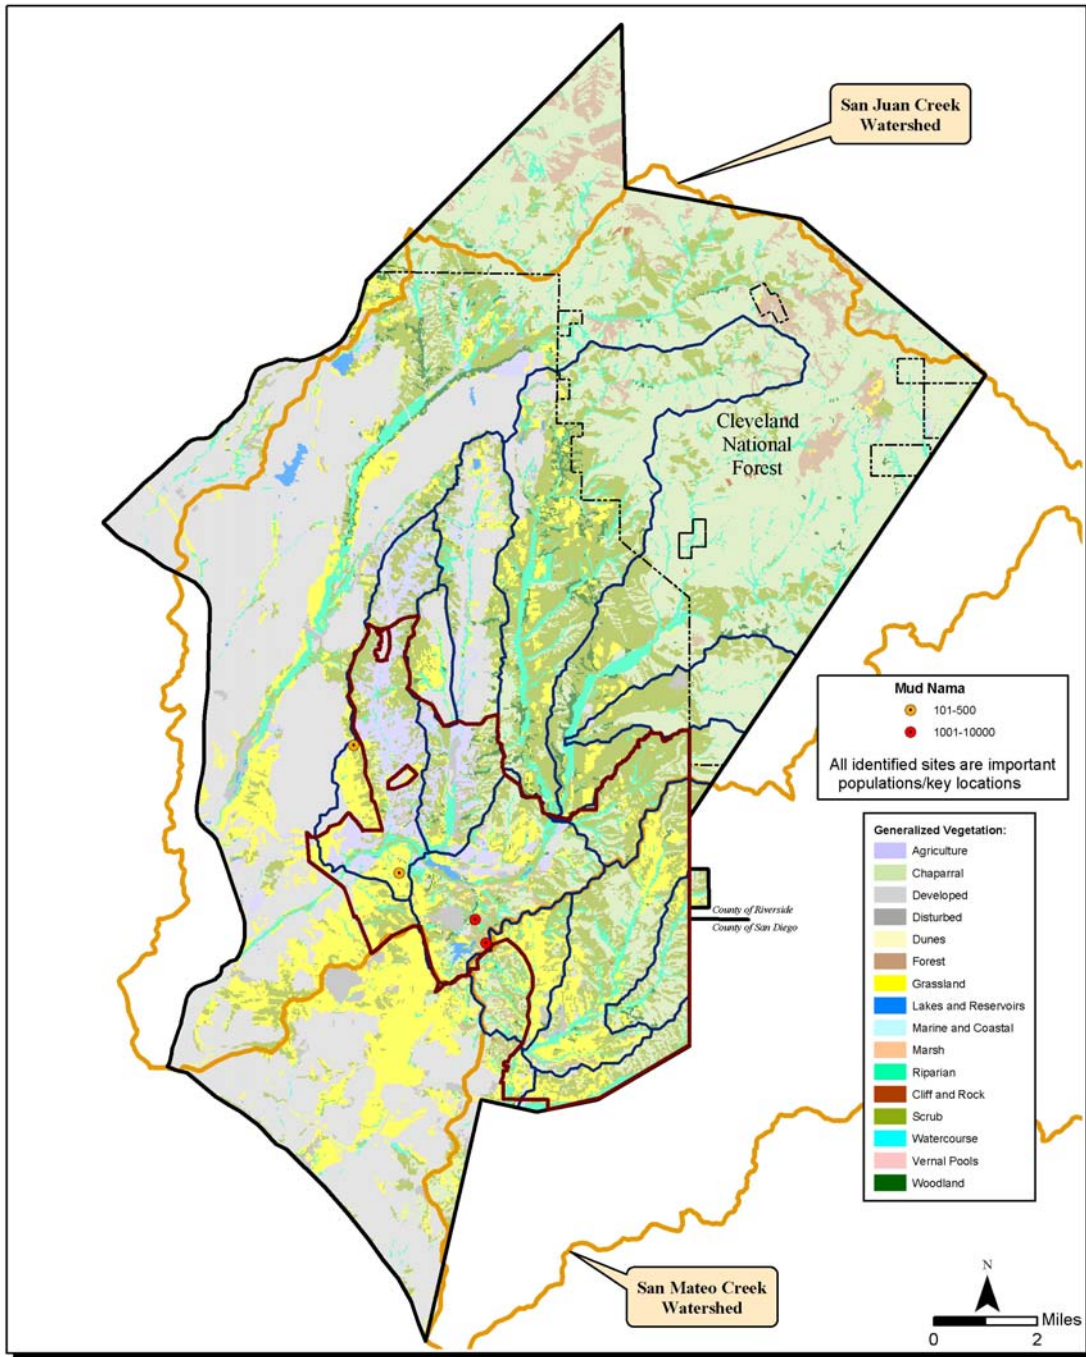 San Juan Creek
Watershed
Cleveland
National
Forest
Mud Nama
101-500
1001-10000
All identified sites are important
populations/key locations
Generalized Vegetation:
Agriculture
Chaparral
Developed
Disturbed
Dunes
Forest
Grassland
Lakes and Reservoirs
Marine and Coastal
Marsh
Riparian
Cliff and Rock
Scrub
Watercourse
Vernal Pools
Woodland
County of Riverside
County of San Diego
San Mateo Creek
Watershed
N
Miles
0 2